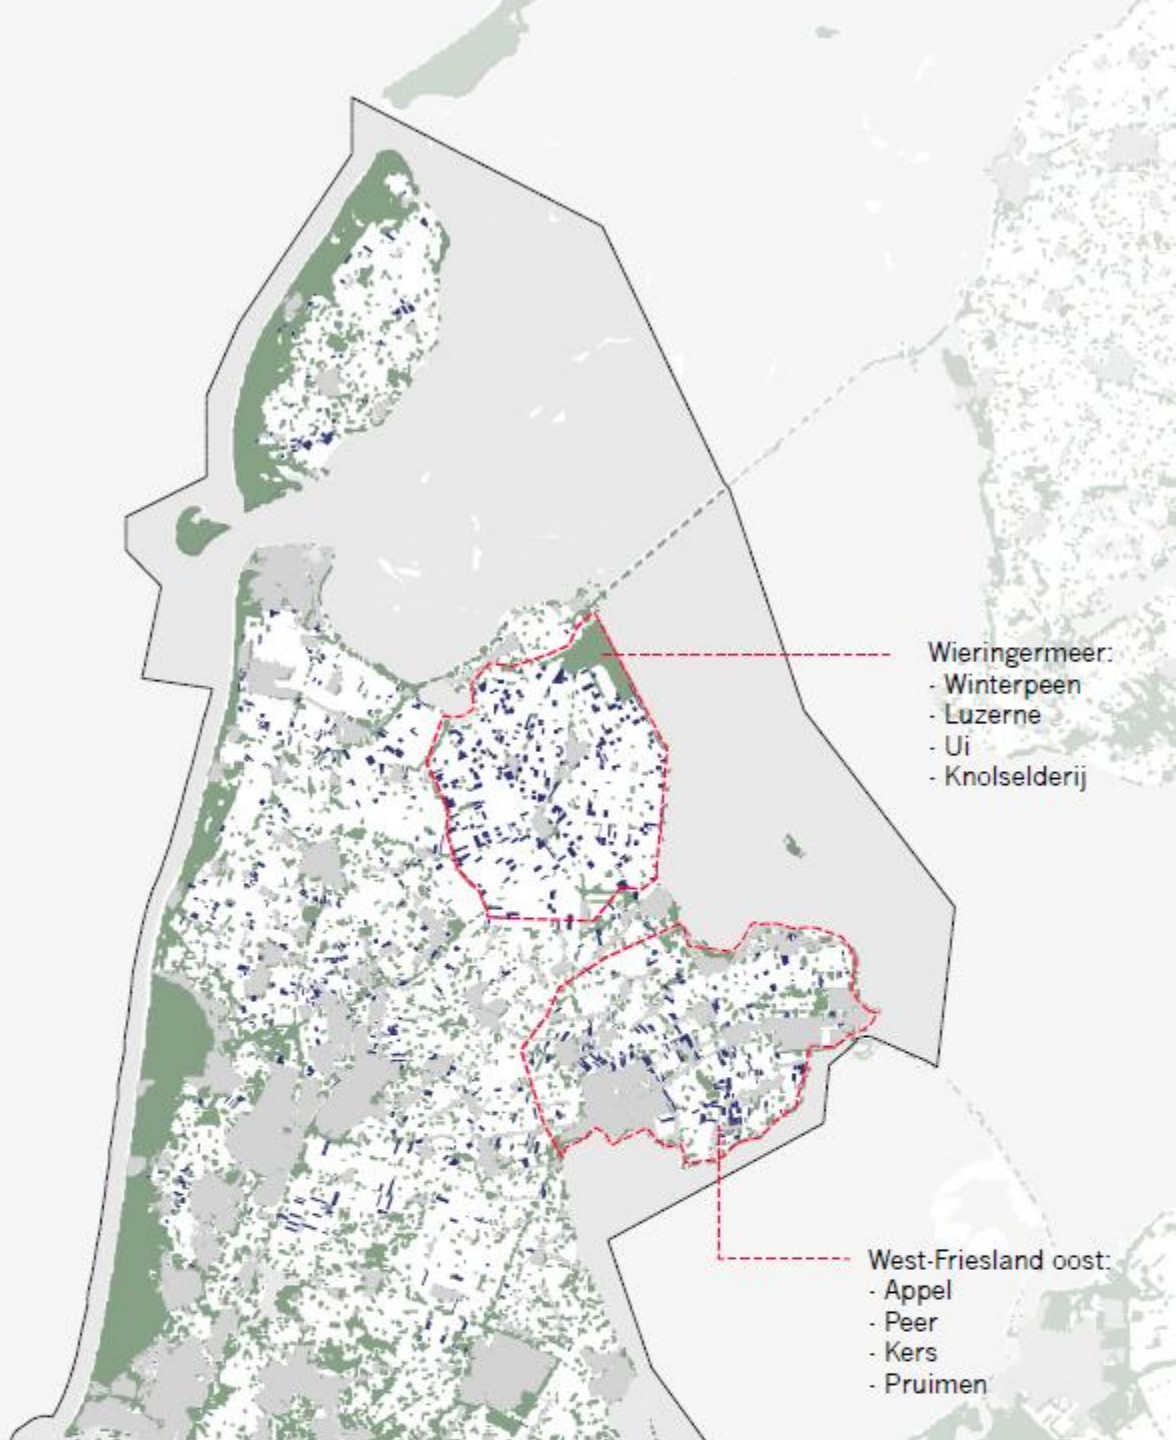 Wieringermeer:
- Winterpeen
- Luzerne
- Ui
- Knolselderij
West-Friesland oost:
- Appel
- Peer
- Kers
- Pruimen